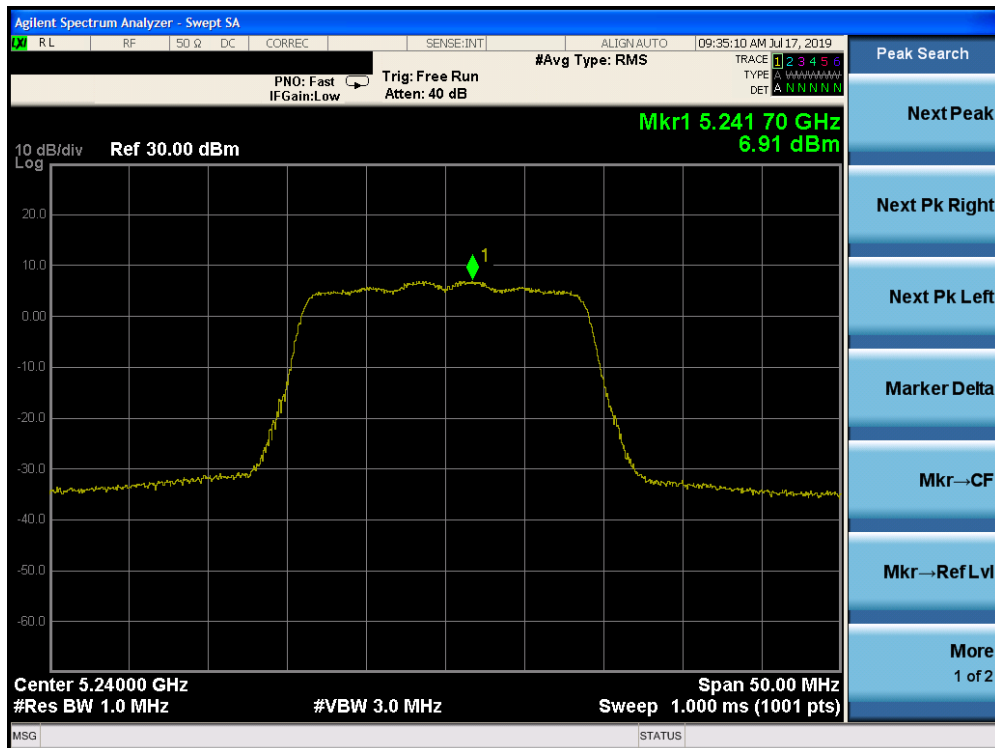 Agilent Spectrum Analyzer - Swept SA
LXI RL RF 50 Ω DC CORREC SENSE:INT ALIGN AUTO 09:35:10 AM Jul 17, 2019
#Avg Type: RMS
TRACE 1 2 3 4 5 6
PNO: Fast Trig: Free Run
TYPE A WWWWW
IFGain:Low Atten: 40 dB
DET A N N N N N
Mkr1 5.241 70 GHz
6.91 dBm
10 dB/div Ref 30.00 dBm
Log
20.0
1
10.0
0.00
-10.0
-20.0
-30.0
-40.0
-50.0
-60.0
Center 5.24000 GHz Span 50.00 MHz
#Res BW 1.0 MHz #VBW 3.0 MHz Sweep 1.000 ms (1001 pts)
MSG STATUS
Peak Search
Next Peak
Next Pk Right
Next Pk Left
Marker Delta
Mkr→CF
Mkr→Ref Lvl
More
1 of 2